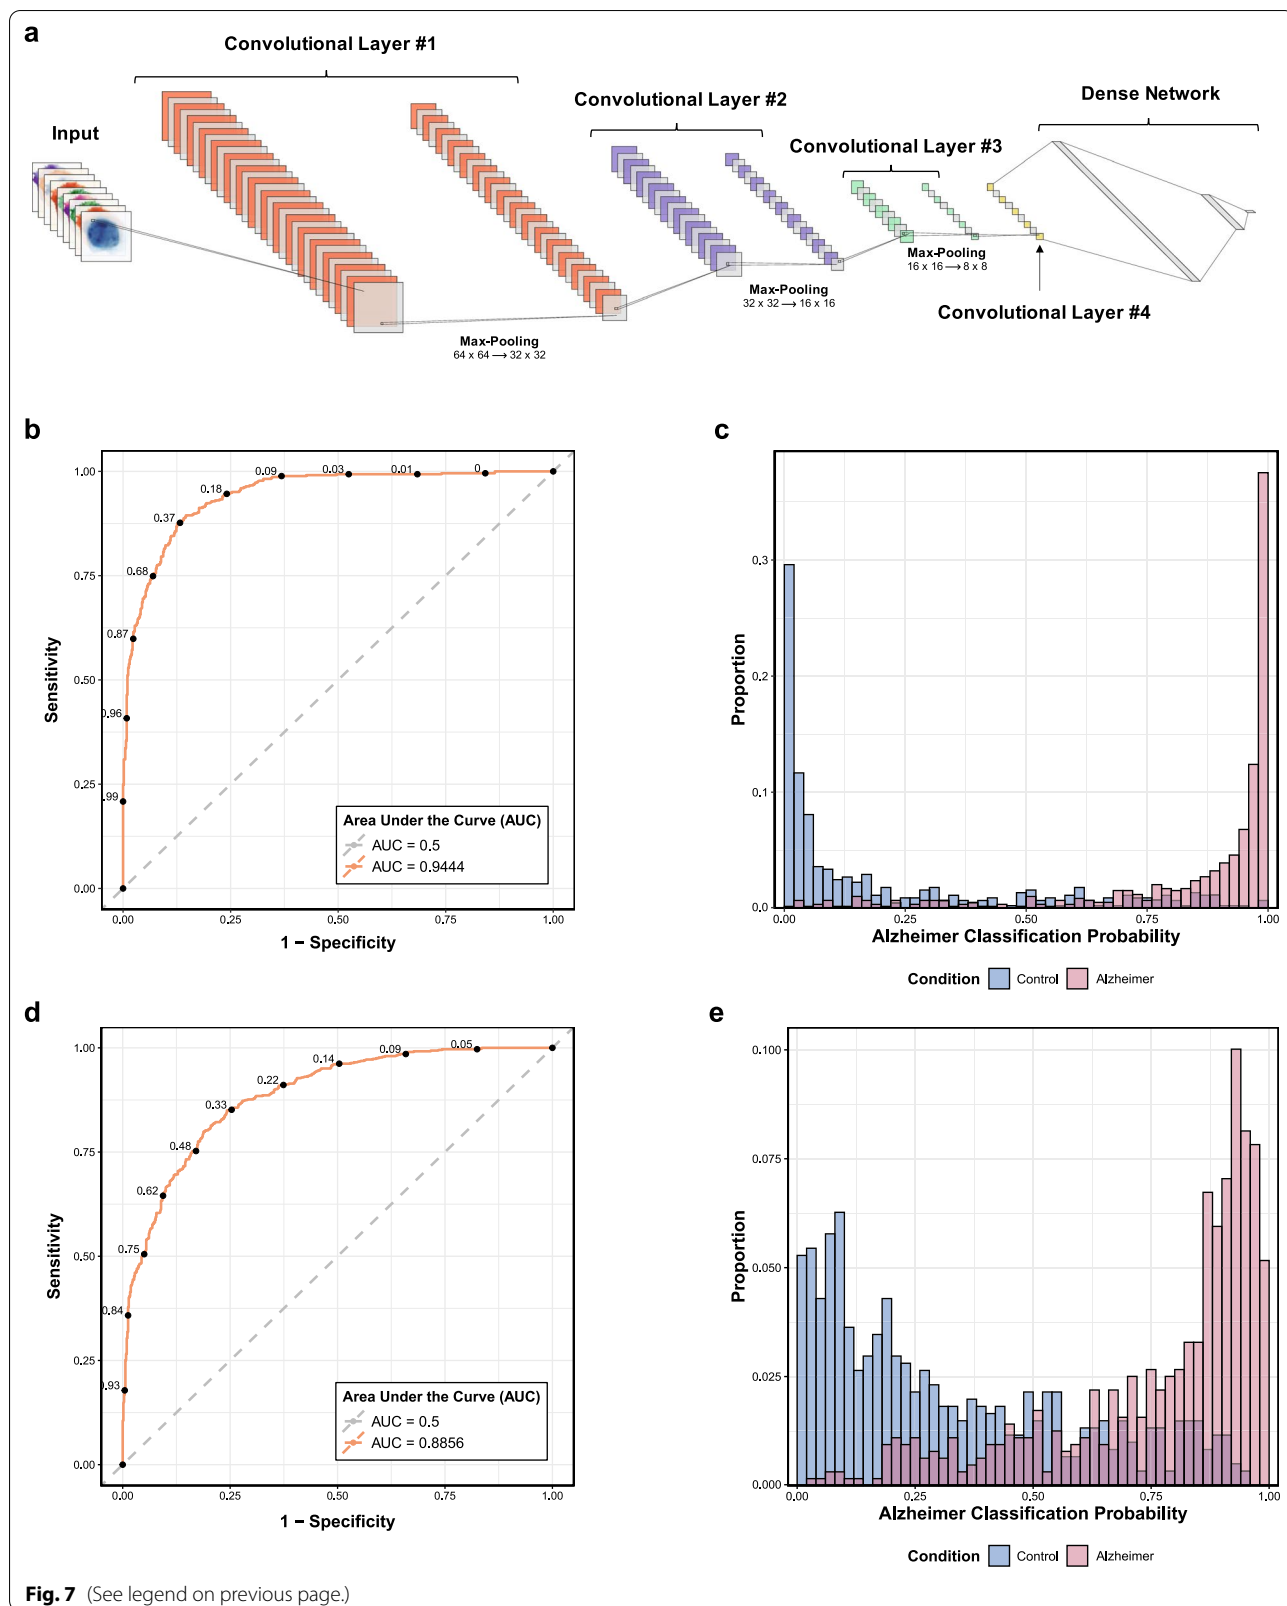 a
Convolutional Layer #1
Convolutional Layer #2
Dense Network
Input
Convolutional Layer #3
Max-Pooling
16 x 16 → 8 x 8
Max-Pooling
32 x 32 → 16 x 16
Convolutional Layer #4
Max-Pooling
64 x 64 → 32 x 32
b
1.00
0.75
0.50
0.25
0.00
Sensitivity
0.09
0.03
0.01
0
0.18
0.37
0.68
0.87
0.96
.99
Area Under the Curve (AUC)
AUC = 0.5
AUC = 0.9444
0.00
0.25
0.50
0.75
1.00
1 − Specificity
c
0.3
0.2
0.1
0.0
Proportion
0.00
0.25
0.50
0.75
1.00
Alzheimer Classification Probability
Condition Control Alzheimer
d
1.00
0.75
0.50
0.25
0.00
Sensitivity
0.05
0.09
0.14
0.22
0.33
0.48
0.62
0.75
0.84
0.93
Area Under the Curve (AUC)
AUC = 0.5
AUC = 0.8856
0.00
0.25
0.50
0.75
1.00
1 − Specificity
e
0.100
0.075
0.050
0.025
0.000
Proportion
0.00
0.25
0.50
0.75
1.00
Alzheimer Classification Probability
Condition Control Alzheimer
Fig. 7 (See legend on previous page.)